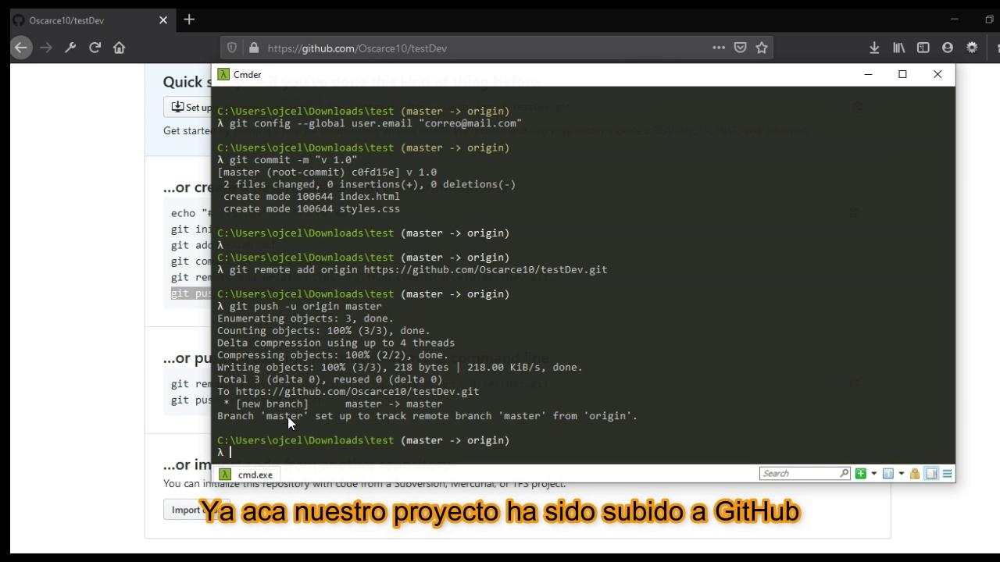 Oscarce10/testDev
https://github.com/Oscarce10/testDev
Quick s
Set up
Get started
...or cre
echo "#
git ini
git add
git com
git rem
git pus
...or pu
git rem
git pus
...or im
You can initialize this repository with code from a Subversion, Mercurial, or TFS project.
Import
Cmder
C:\Users\ojcel\Downloads\test (master -> origin)
λ git config --global user.email "correo@mail.com"
C:\Users\ojcel\Downloads\test (master -> origin)
λ git commit -m "v 1.0"
[master (root-commit) c0fd15e] v 1.0
2 files changed, 0 insertions(+), 0 deletions(-)
create mode 100644 index.html
create mode 100644 styles.css
C:\Users\ojcel\Downloads\test (master -> origin)
λ
C:\Users\ojcel\Downloads\test (master -> origin)
λ git remote add origin https://github.com/Oscarce10/testDev.git
C:\Users\ojcel\Downloads\test (master -> origin)
λ git push -u origin master
Enumerating objects: 3, done.
Counting objects: 100% (3/3), done.
Delta compression using up to 4 threads
Compressing objects: 100% (2/2), done.
Writing objects: 100% (3/3), 218 bytes | 218.00 KiB/s, done.
Total 3 (delta 0), reused 0 (delta 0)
To https://github.com/Oscarce10/testDev.git
* [new branch] master -> master
Branch 'master' set up to track remote branch 'master' from 'origin'.
C:\Users\ojcel\Downloads\test (master -> origin)
λ
cmd.exe
Search
Ya aca nuestro proyecto ha sido subido a GitHub